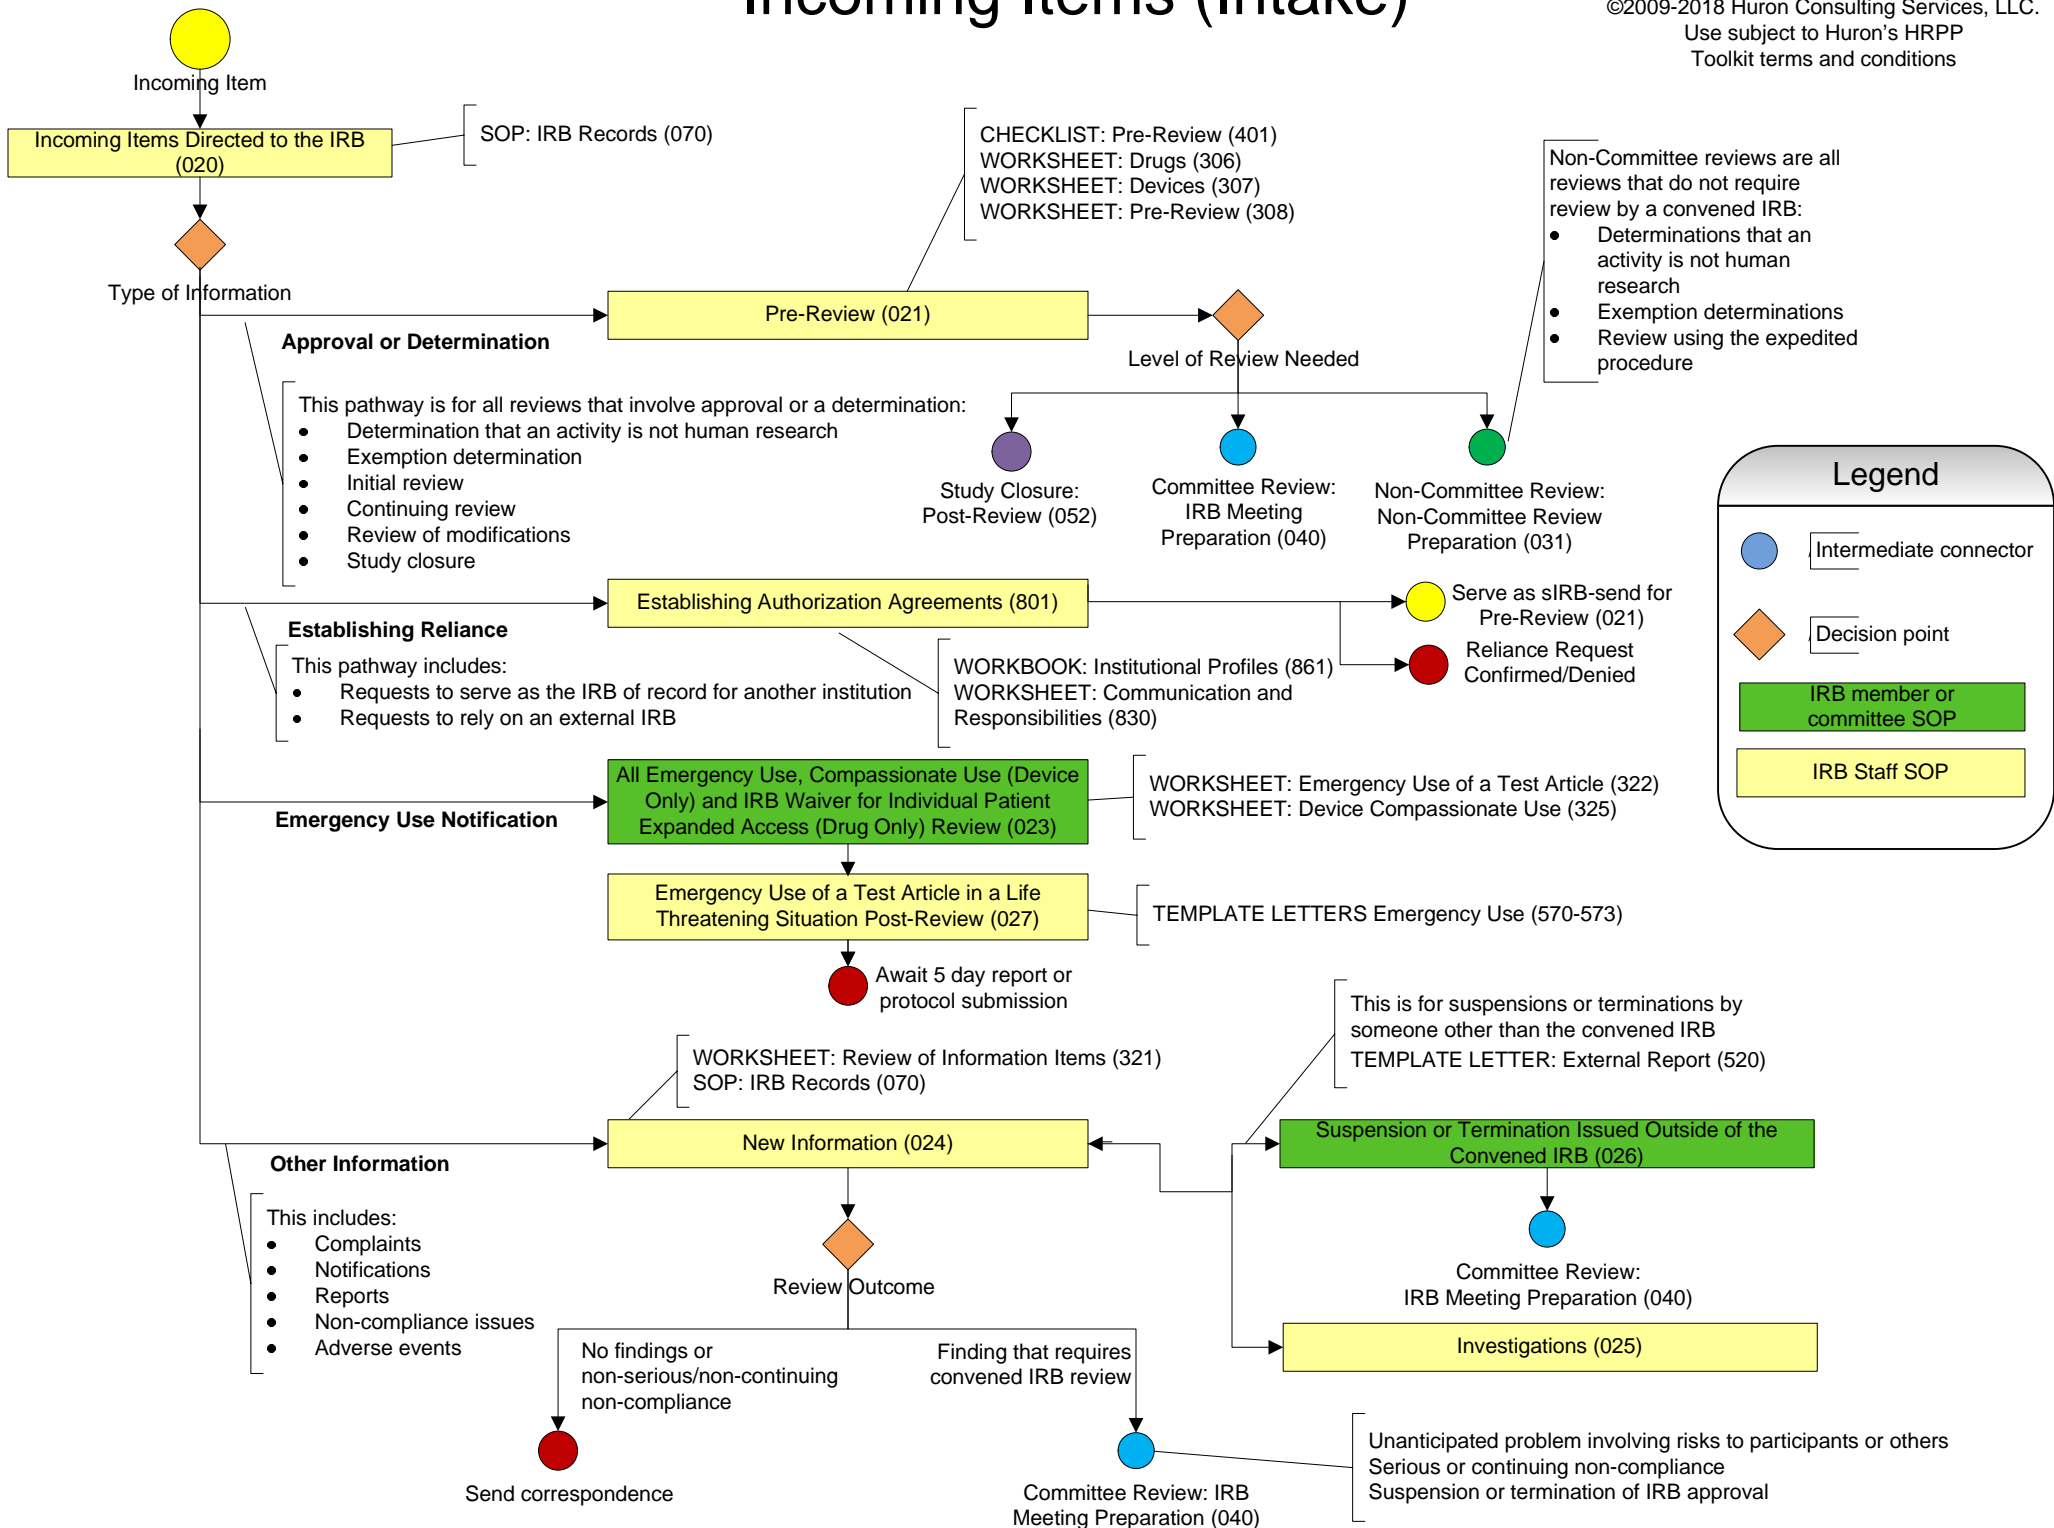 Incoming Items (Intake)
©2009-2018 Huron Consulting Services, LLC.
Use subject to Huron's HRPP
Toolkit terms and conditions
Incoming Item
Incoming Items Directed to the IRB
(020)
SOP: IRB Records (070)
Type of Information
CHECKLIST: Pre-Review (401)
WORKSHEET: Drugs (306)
WORKSHEET: Devices (307)
WORKSHEET: Pre-Review (308)
Non-Committee reviews are all
reviews that do not require
review by a convened IRB:
• Determinations that an
activity is not human
research
• Exemption determinations
• Review using the expedited
procedure
Pre-Review (021)
Approval or Determination
Level of Review Needed
This pathway is for all reviews that involve approval or a determination:
• Determination that an activity is not human research
• Exemption determination
• Initial review
• Continuing review
• Review of modifications
• Study closure
Study Closure:
Post-Review (052)
Committee Review:
IRB Meeting
Preparation (040)
Non-Committee Review:
Non-Committee Review
Preparation (031)
Legend
Intermediate connector
Decision point
IRB member or
committee SOP
IRB Staff SOP
Establishing Authorization Agreements (801)
Establishing Reliance
Serve as sIRB-send for
Pre-Review (021)
Reliance Request
Confirmed/Denied
This pathway includes:
• Requests to serve as the IRB of record for another institution
• Requests to rely on an external IRB
WORKBOOK: Institutional Profiles (861)
WORKSHEET: Communication and
Responsibilities (830)
All Emergency Use, Compassionate Use (Device
Only) and IRB Waiver for Individual Patient
Expanded Access (Drug Only) Review (023)
Emergency Use Notification
WORKSHEET: Emergency Use of a Test Article (322)
WORKSHEET: Device Compassionate Use (325)
Emergency Use of a Test Article in a Life
Threatening Situation Post-Review (027)
TEMPLATE LETTERS Emergency Use (570-573)
Await 5 day report or
protocol submission
This is for suspensions or terminations by
someone other than the convened IRB
TEMPLATE LETTER: External Report (520)
WORKSHEET: Review of Information Items (321)
SOP: IRB Records (070)
New Information (024)
Other Information
Suspension or Termination Issued Outside of the
Convened IRB (026)
This includes:
• Complaints
• Notifications
• Reports
• Non-compliance issues
• Adverse events
Review Outcome
Committee Review:
IRB Meeting Preparation (040)
Investigations (025)
No findings or
non-serious/non-continuing
non-compliance
Finding that requires
convened IRB review
Send correspondence
Committee Review: IRB
Meeting Preparation (040)
Unanticipated problem involving risks to participants or others
Serious or continuing non-compliance
Suspension or termination of IRB approval